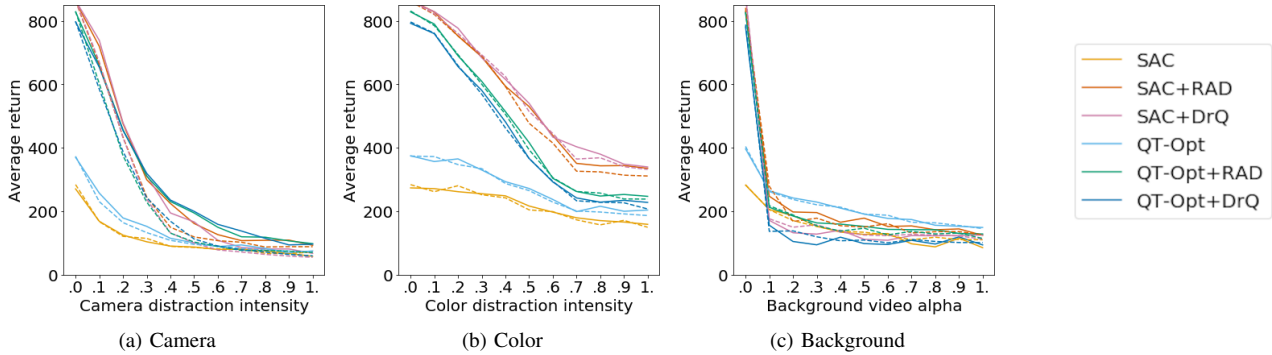 Average return
800
600
400
200
0
.0 .1 .2 .3 .4 .5 .6 .7 .8 .9 1.
Camera distraction intensity
(a) Camera
Average return
800
600
400
200
0
.0 .1 .2 .3 .4 .5 .6 .7 .8 .9 1.
Color distraction intensity
(b) Color
Average return
800
600
400
200
0
.0 .1 .2 .3 .4 .5 .6 .7 .8 .9 1.
Background video alpha
(c) Background
SAC
SAC+RAD
SAC+DrQ
QT-Opt
QT-Opt+RAD
QT-Opt+DrQ